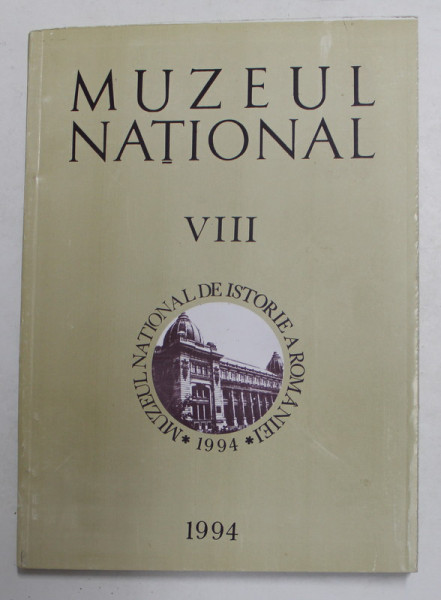 MUZEUL
NAȚIONAL
VIII
MUZEUL NAȚIONAL DE ISTORIE A ROMÂNIEI
* 1994 *
1994